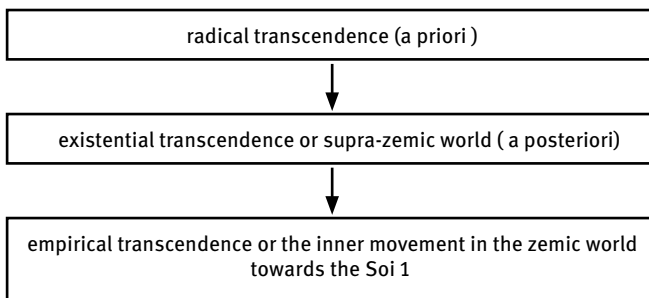 radical transcendence (a priori )
existential transcendence or supra-zemic world ( a posteriori)
empirical transcendence or the inner movement in the zemic world
towards the Soi 1